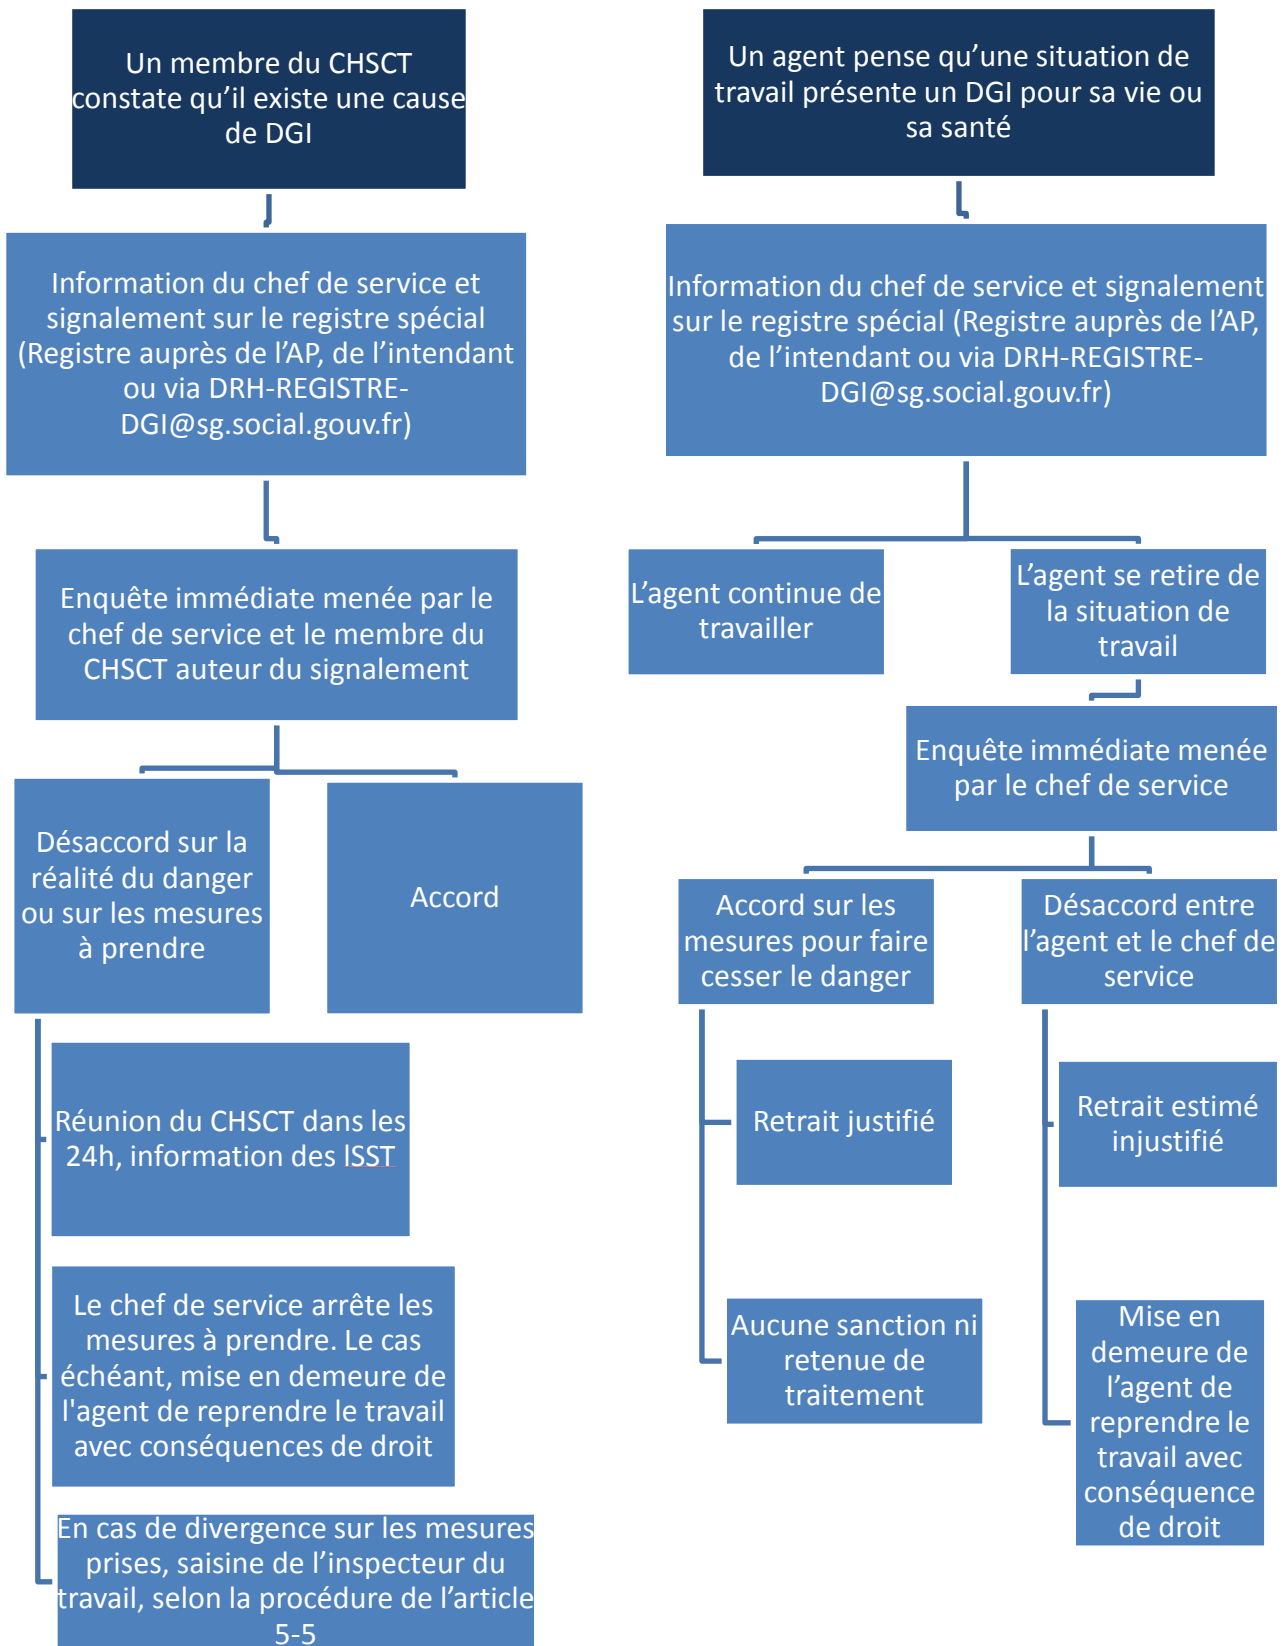 Un membre du CHSCT
constate qu’il existe une cause
de DGI
Information du chef de service et
signalement sur le registre spécial
(Registre auprès de l’AP, de l’intendant
ou via DRH-REGISTRE-
DGI@sg.social.gouv.fr)
Enquête immédiate menée par le
chef de service et le membre du
CHSCT auteur du signalement
Désaccord sur la
réalité du danger
ou sur les mesures
à prendre
Accord
Réunion du CHSCT dans les
24h, information des ISST
Le chef de service arrête les
mesures à prendre. Le cas
échéant, mise en demeure de
l'agent de reprendre le travail
avec conséquences de droit
En cas de divergence sur les mesures
prises, saisine de l’inspecteur du
travail, selon la procédure de l’article
5-5
Un agent pense qu’une situation de
travail présente un DGI pour sa vie ou
sa santé
Information du chef de service et signalement
sur le registre spécial (Registre auprès de l’AP,
de l’intendant ou via DRH-REGISTRE-
DGI@sg.social.gouv.fr)
L’agent continue de
travailler
L’agent se retire de
la situation de
travail
Enquête immédiate menée
par le chef de service
Accord sur les
mesures pour faire
cesser le danger
Désaccord entre
l’agent et le chef de
service
Retrait justifié
Aucune sanction ni
retenue de
traitement
Retrait estimé
injustifié
Mise en
demeure de
l’agent de
reprendre le
travail avec
conséquence
de droit